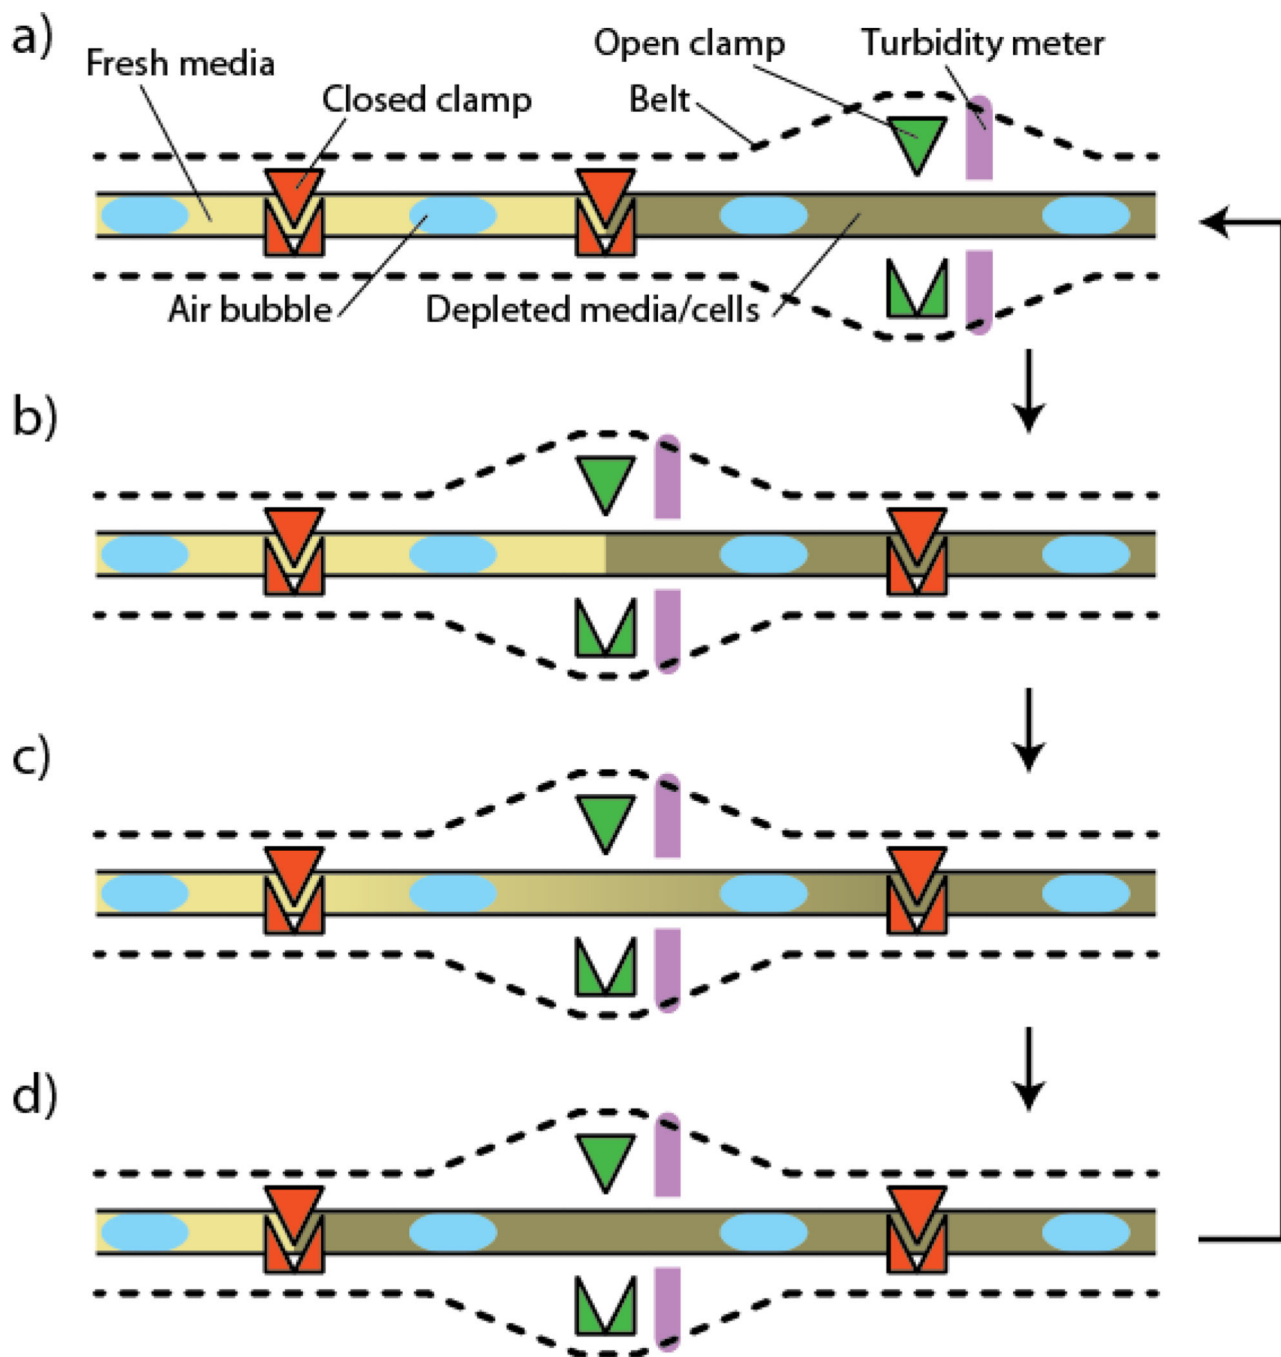 a)
Fresh media
Closed clamp
Open clamp
Turbidity meter
Belt
Air bubble
Depleted media/cells
b)
c)
d)